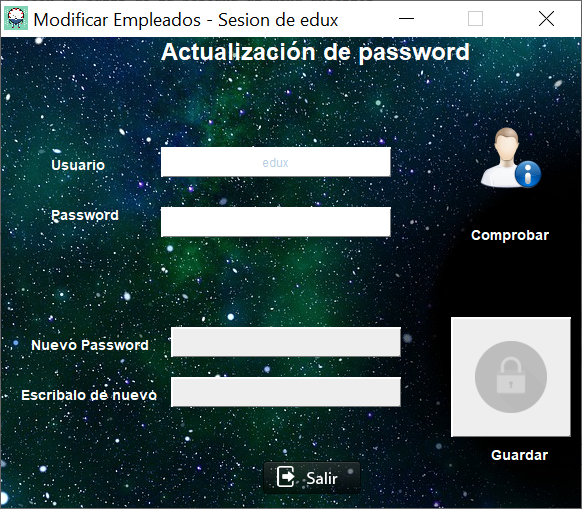 Modificar Empleados - Sesion de edux
Actualización de password
Usuario
edux
Password
Comprobar
Nuevo Password
Escribalo de nuevo
Guardar
Salir